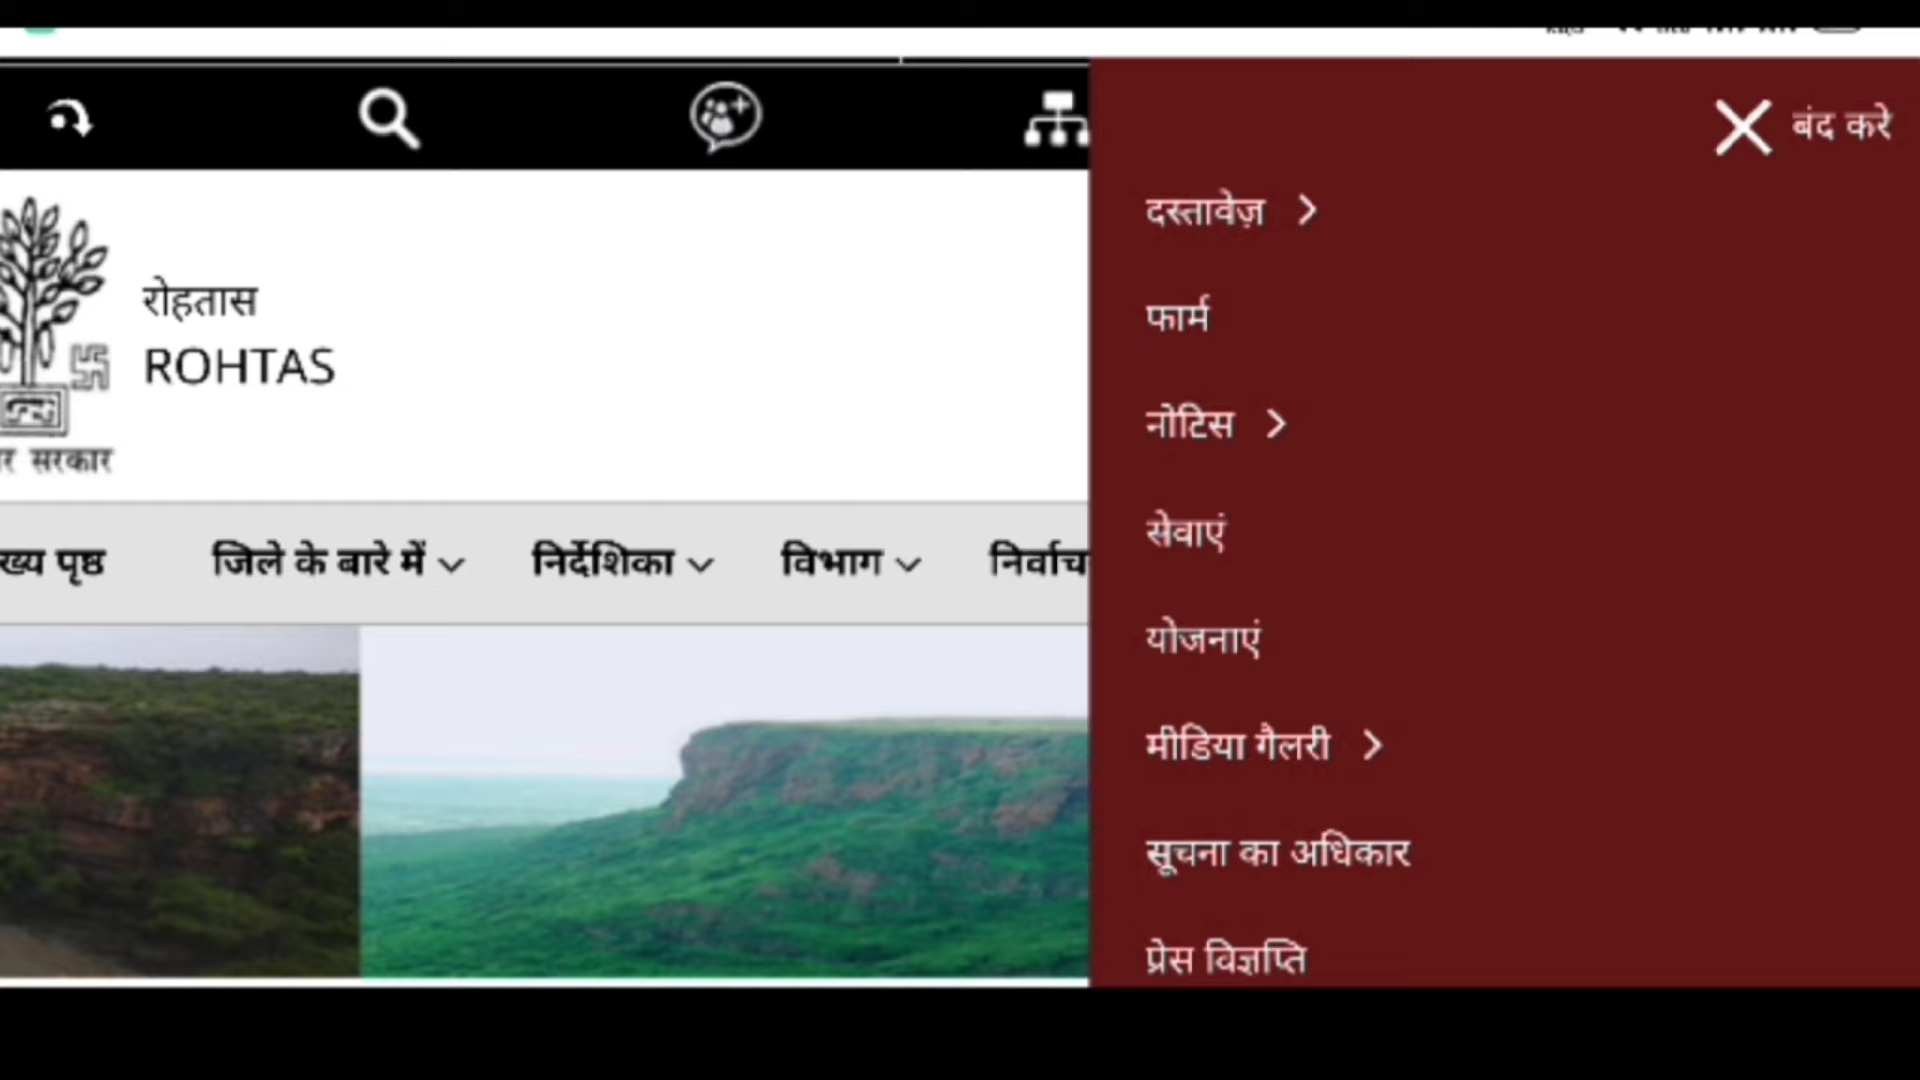 बंद करे
रोहतास
ROHTAS
सरकार
पृष्ठ
जिले के बारे में
निर्देशिका
विभाग
दस्तावेज़
फार्म
नोटिस
सेवाएं
योजनाएं
मीडिया गैलरी
सूचना का अधिकार
प्रेस विज्ञप्ति